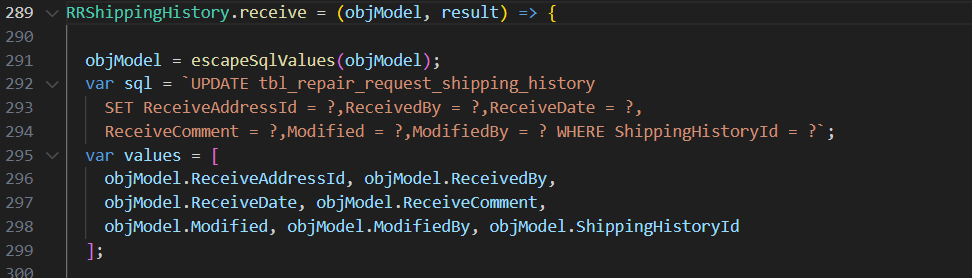 289 RRShippingHistory.receive = (objModel, result) => {
290
291 objModel = escapeSqlValues(objModel);
292 var sql = `UPDATE tbl_repair_request_shipping_history
293 SET ReceiveAddressId = ?,ReceivedBy = ?,ReceiveDate = ?,
294 ReceiveComment = ?,Modified = ?,ModifiedBy = ? WHERE ShippingHistoryId = ?`;
295 var values = [
296 objModel.ReceiveAddressId, objModel.ReceivedBy,
297 objModel.ReceiveDate, objModel.ReceiveComment,
298 objModel.Modified, objModel.ModifiedBy, objModel.ShippingHistoryId
299 ];
300